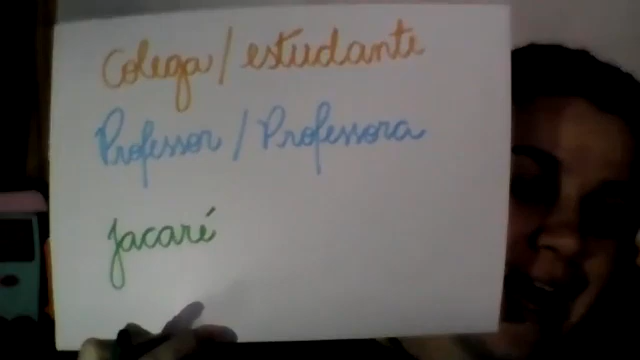 Colega / estudante
Professor / Professora
Jacaré